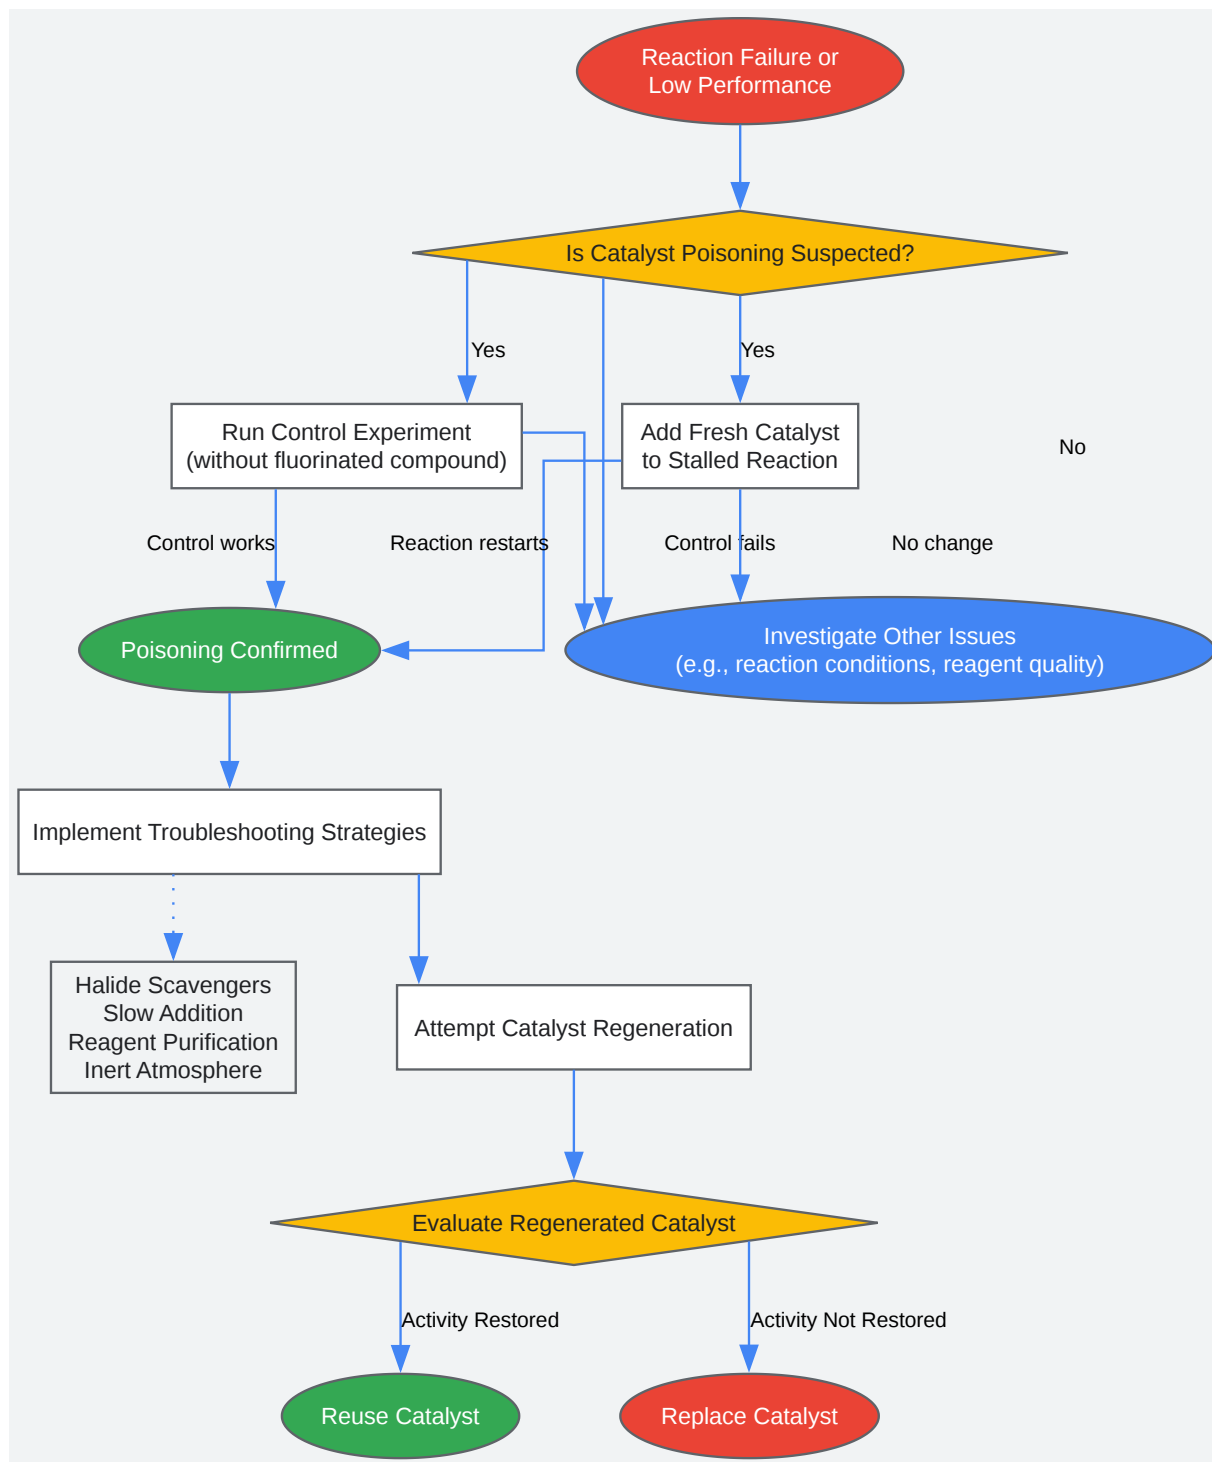 Reaction Failure or
Low Performance
Is Catalyst Poisoning Suspected?
Yes
Yes
Run Control Experiment
(without fluorinated compound)
Add Fresh Catalyst
to Stalled Reaction
No
Control works
Reaction restarts
Control fails
No change
Poisoning Confirmed
Investigate Other Issues
(e.g., reaction conditions, reagent quality)
Implement Troubleshooting Strategies
Halide Scavengers
Slow Addition
Reagent Purification
Inert Atmosphere
Attempt Catalyst Regeneration
Evaluate Regenerated Catalyst
Activity Restored
Activity Not Restored
Reuse Catalyst
Replace Catalyst